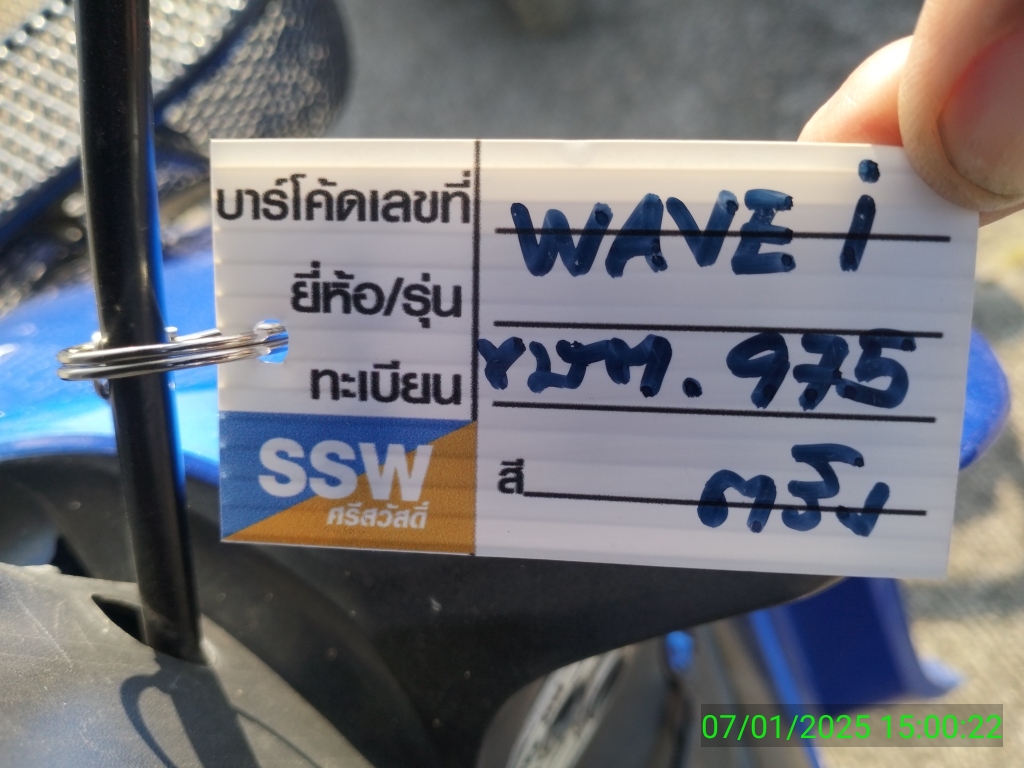 บาร์โค้ดเลขที่
WAVE i
ยี่ห้อ/รุ่น
ทะเบียน
ขษท. 975
SSW
ศรีสวัสดิ์
สี
ตรัง
07/01/2025 15:00:22